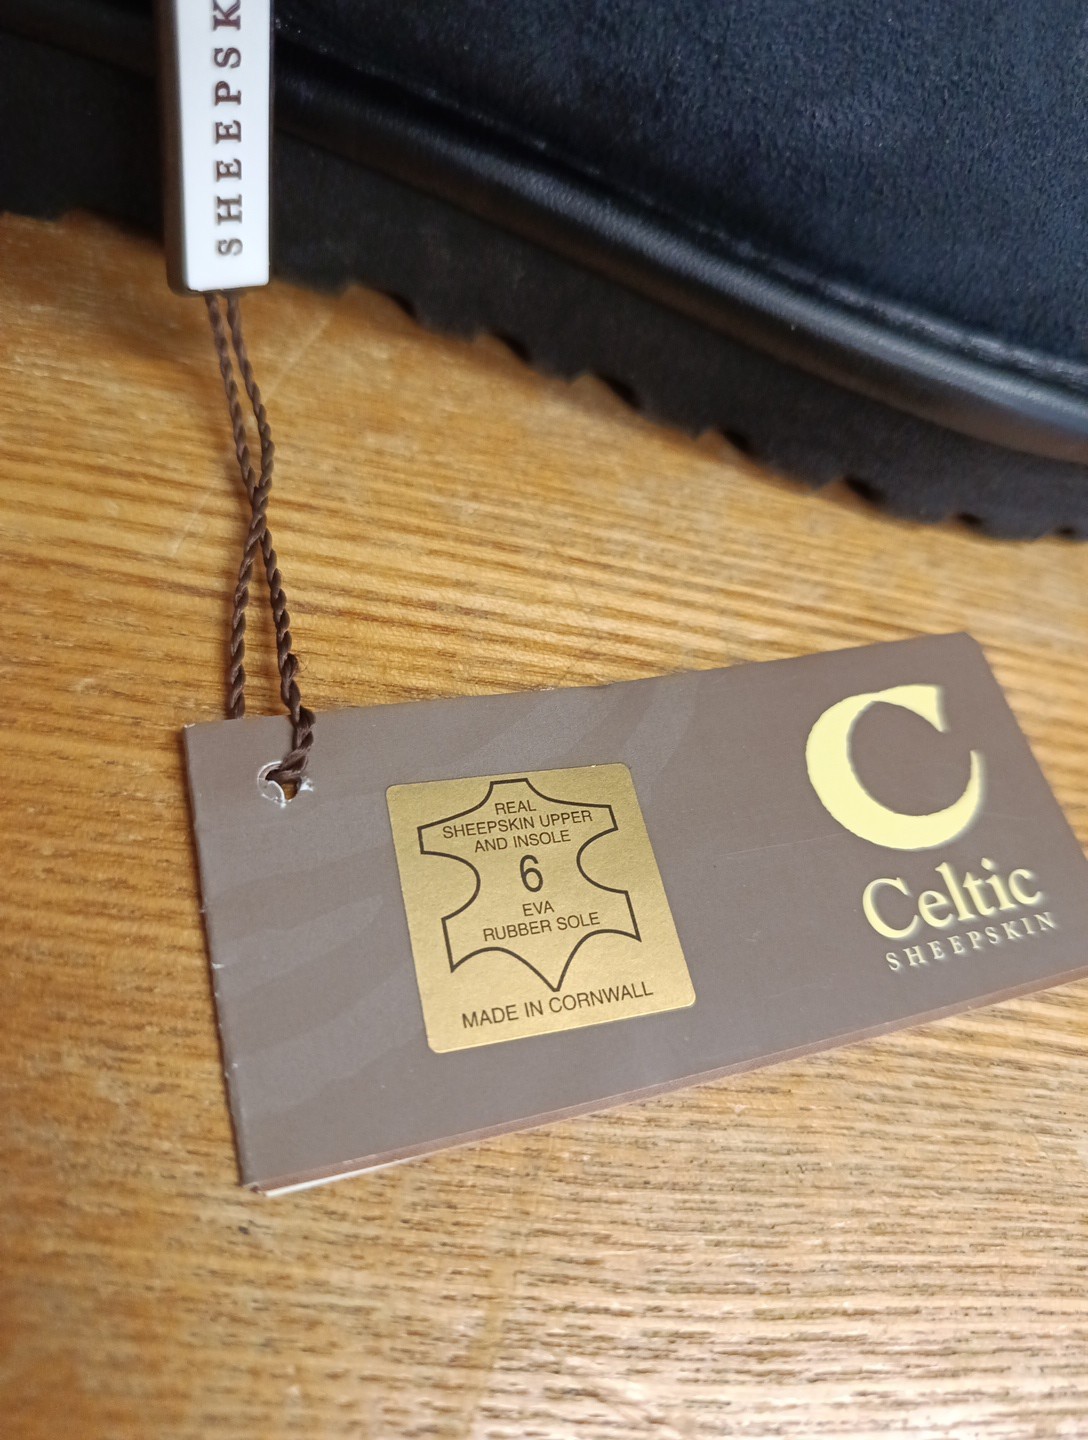 SHEEPSK
REAL
SHEEPSKIN UPPER
AND INSOLE
6
EVA
RUBBER SOLE
MADE IN CORNWALL
C
Celtic
SHEEPSKIN